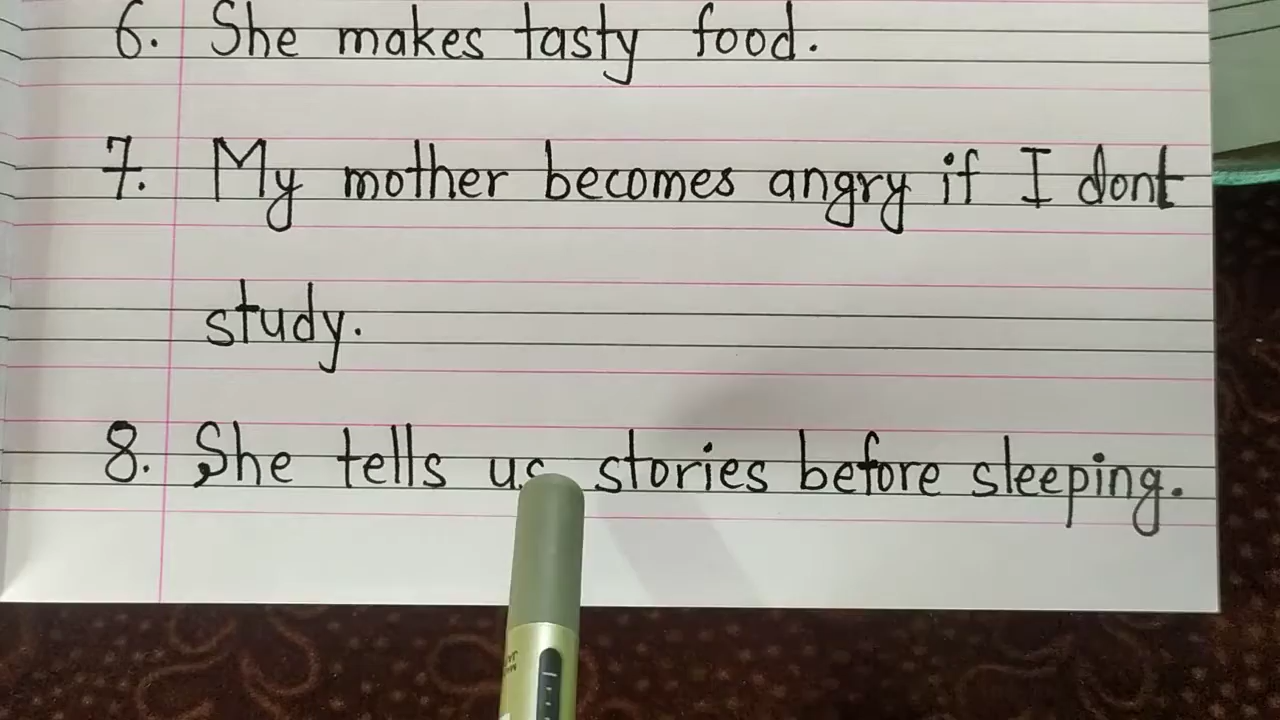 6. She makes tasty food.
7. My mother becomes angry if I dont
study.
8. She tells us stories before sleeping.